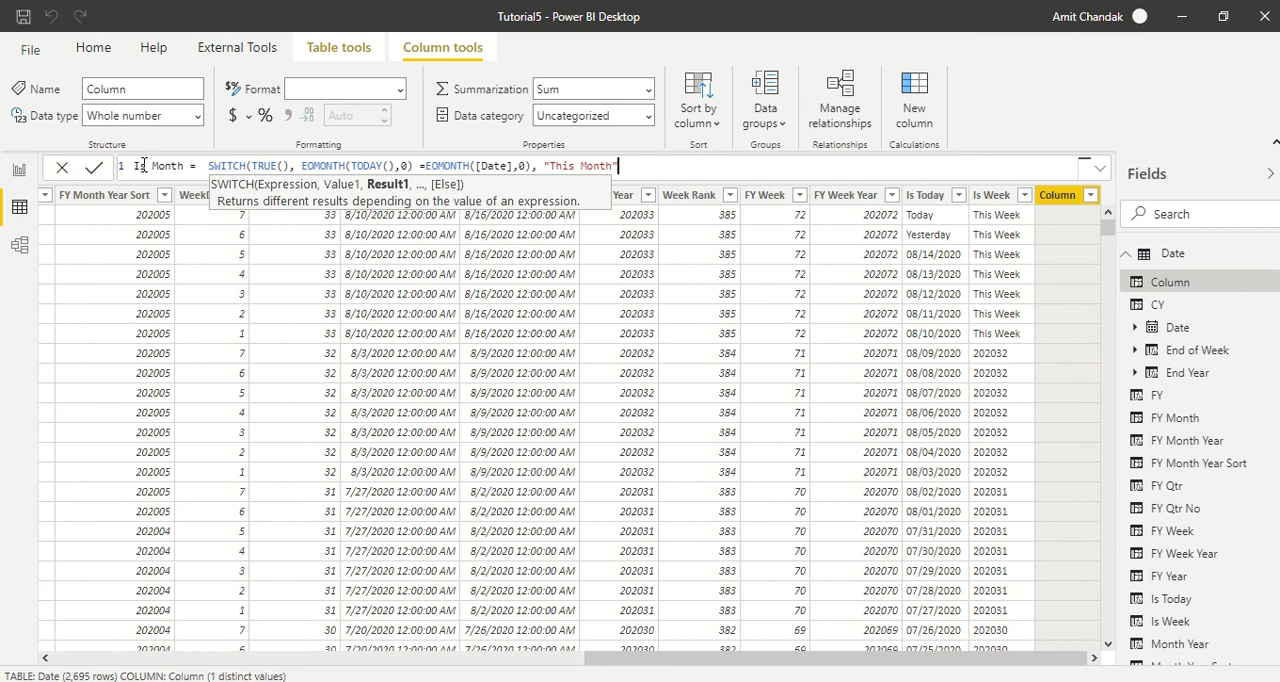 Tutorial5 - Power BI Desktop
Amit Chandak
File Home Help External Tools Table tools Column tools
Name Column
Data type Whole number
Structure
Format
$ % Auto
Formatting
Summarization Sum
Data category Uncategorized
Properties
Sort by column
Sort
Data groups
Groups
Manage relationships
Relationships
New column
Calculations
1 Is Month = SWITCH(TRUE(), EOMONTH(TODAY(),0) =EOMONTH([Date],0), "This Month"
SWITCH(Expression, Value1, Result1, ..., [Else])
Returns different results depending on the value of an expression.
FY Month Year Sort Year Week Rank FY Week FY Week Year Is Today Is Week Column
202005 7 33 8/10/2020 12:00:00 AM 8/16/2020 12:00:00 AM 202033 385 72 202072 Today This Week
202005 6 33 8/10/2020 12:00:00 AM 8/16/2020 12:00:00 AM 202033 385 72 202072 Yesterday This Week
202005 5 33 8/10/2020 12:00:00 AM 8/16/2020 12:00:00 AM 202033 385 72 202072 08/14/2020 This Week
202005 4 33 8/10/2020 12:00:00 AM 8/16/2020 12:00:00 AM 202033 385 72 202072 08/13/2020 This Week
202005 3 33 8/10/2020 12:00:00 AM 8/16/2020 12:00:00 AM 202033 385 72 202072 08/12/2020 This Week
202005 2 33 8/10/2020 12:00:00 AM 8/16/2020 12:00:00 AM 202033 385 72 202072 08/11/2020 This Week
202005 1 33 8/10/2020 12:00:00 AM 8/16/2020 12:00:00 AM 202033 385 72 202072 08/10/2020 This Week
202005 7 32 8/3/2020 12:00:00 AM 8/9/2020 12:00:00 AM 202032 384 71 202071 08/09/2020 202032
202005 6 32 8/3/2020 12:00:00 AM 8/9/2020 12:00:00 AM 202032 384 71 202071 08/08/2020 202032
202005 5 32 8/3/2020 12:00:00 AM 8/9/2020 12:00:00 AM 202032 384 71 202071 08/07/2020 202032
202005 4 32 8/3/2020 12:00:00 AM 8/9/2020 12:00:00 AM 202032 384 71 202071 08/06/2020 202032
202005 3 32 8/3/2020 12:00:00 AM 8/9/2020 12:00:00 AM 202032 384 71 202071 08/05/2020 202032
202005 2 32 8/3/2020 12:00:00 AM 8/9/2020 12:00:00 AM 202032 384 71 202071 08/04/2020 202032
202005 1 32 8/3/2020 12:00:00 AM 8/9/2020 12:00:00 AM 202032 384 71 202071 08/03/2020 202032
202005 7 31 7/27/2020 12:00:00 AM 8/2/2020 12:00:00 AM 202031 383 70 202070 08/02/2020 202031
202005 6 31 7/27/2020 12:00:00 AM 8/2/2020 12:00:00 AM 202031 383 70 202070 08/01/2020 202031
202004 5 31 7/27/2020 12:00:00 AM 8/2/2020 12:00:00 AM 202031 383 70 202070 07/31/2020 202031
202004 4 31 7/27/2020 12:00:00 AM 8/2/2020 12:00:00 AM 202031 383 70 202070 07/30/2020 202031
202004 3 31 7/27/2020 12:00:00 AM 8/2/2020 12:00:00 AM 202031 383 70 202070 07/29/2020 202031
202004 2 31 7/27/2020 12:00:00 AM 8/2/2020 12:00:00 AM 202031 383 70 202070 07/28/2020 202031
202004 1 31 7/27/2020 12:00:00 AM 8/2/2020 12:00:00 AM 202031 383 70 202070 07/27/2020 202031
202004 7 30 7/20/2020 12:00:00 AM 7/26/2020 12:00:00 AM 202030 382 69 202069 07/26/2020 202030
202004 6 30 7/20/2020 12:00:00 AM 7/26/2020 12:00:00 AM 202030 382 69 202069 07/25/2020 202030
Fields
Search
Date
Column
CY
Date
End of Week
End Year
FY
FY Month
FY Month Year
FY Month Year Sort
FY Qtr
FY Qtr No
FY Week
FY Week Year
FY Year
Is Today
Is Week
Month Year
TABLE: Date (2,695 rows) COLUMN: Column (1 distinct values)